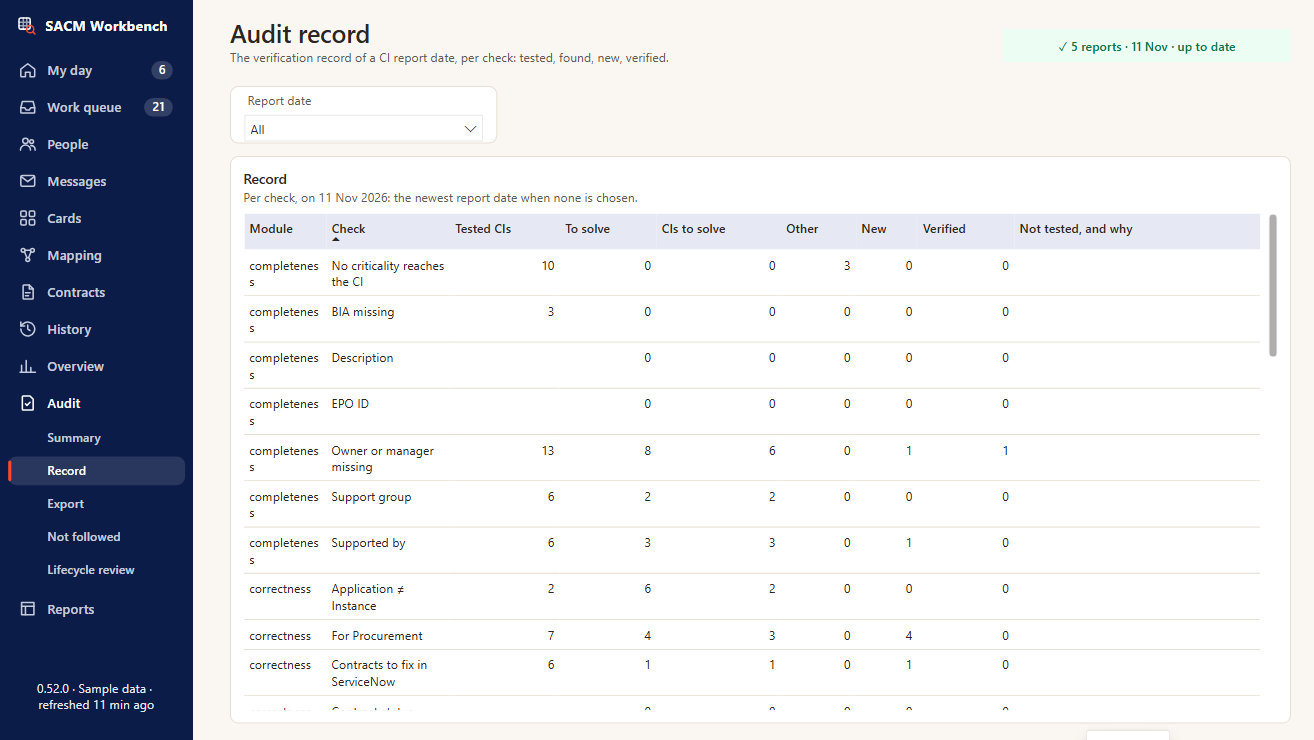 SACM Workbench
My day 6
Work queue 21
People
Messages
Cards
Mapping
Contracts
History
Overview
Audit
Summary
Record
Export
Not followed
Lifecycle review
Reports
0.52.0 · Sample data ·
refreshed 11 min ago
Audit record
The verification record of a CI report date, per check: tested, found, new, verified.
✓ 5 reports · 11 Nov · up to date
Report date
All
Record
Per check, on 11 Nov 2026: the newest report date when none is chosen.
Module Check Tested CIs To solve CIs to solve Other New Verified Not tested, and why
completenes No criticality reaches 10 0 0 3 0 0
s the CI
completenes BIA missing 3 0 0 0 0 0
s
completenes Description 0 0 0 0 0
s
completenes EPO ID 0 0 0 0 0
s
completenes Owner or manager 13 8 6 0 1 1
s missing
completenes Support group 6 2 2 0 0 0
s
completenes Supported by 6 3 3 0 1 0
s
correctness Application ≠ 2 6 2 0 0 0
Instance
correctness For Procurement 7 4 3 0 4 0
correctness Contracts to fix in 6 1 1 0 1 0
ServiceNow